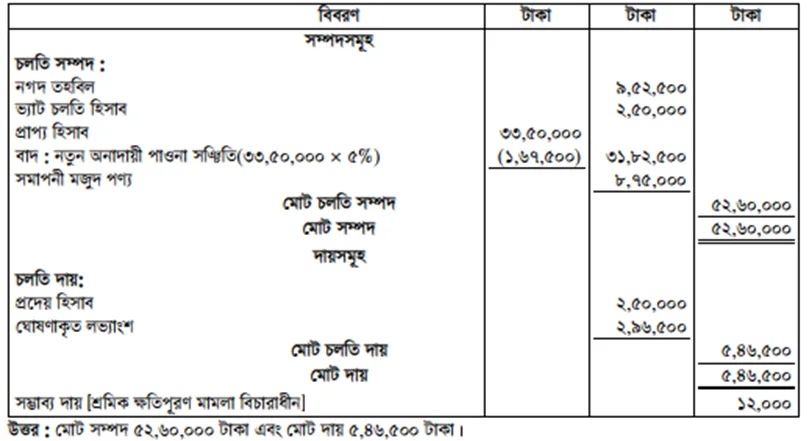 বিবরণ টাকা টাকা টাকা
সম্পদসমূহ
চলতি সম্পদ :
নগদ তহবিল ৯,৫২,৫০০
ভ্যাট চলতি হিসাব ২,৫০,০০০
প্রাপ্য হিসাব ৩৩,৫০,০০০
বাদ : নতুন অনাদায়ী পাওনা সঞ্চিতি(৩৩,৫০,০০০ × ৫%) (১,৬৭,৫০০) ৩১,৮২,৫০০
সমাপনী মজুদ পণ্য ৮,৭৫,০০০
মোট চলতি সম্পদ ৫২,৬০,০০০
মোট সম্পদ ৫২,৬০,০০০
দায়সমূহ
চলতি দায়:
প্রদেয় হিসাব ২,৫০,০০০
ঘোষণাকৃত লভ্যাংশ ২,৯৬,৫০০
মোট চলতি দায় ৫,৪৬,৫০০
মোট দায় ৫,৪৬,৫০০
সম্ভাব্য দায় [শ্রমিক ক্ষতিপূরণ মামলা বিচারাধীন] ১২,০০০
উত্তর : মোট সম্পদ ৫২,৬০,০০০ টাকা এবং মোট দায় ৫,৪৬,৫০০ টাকা।